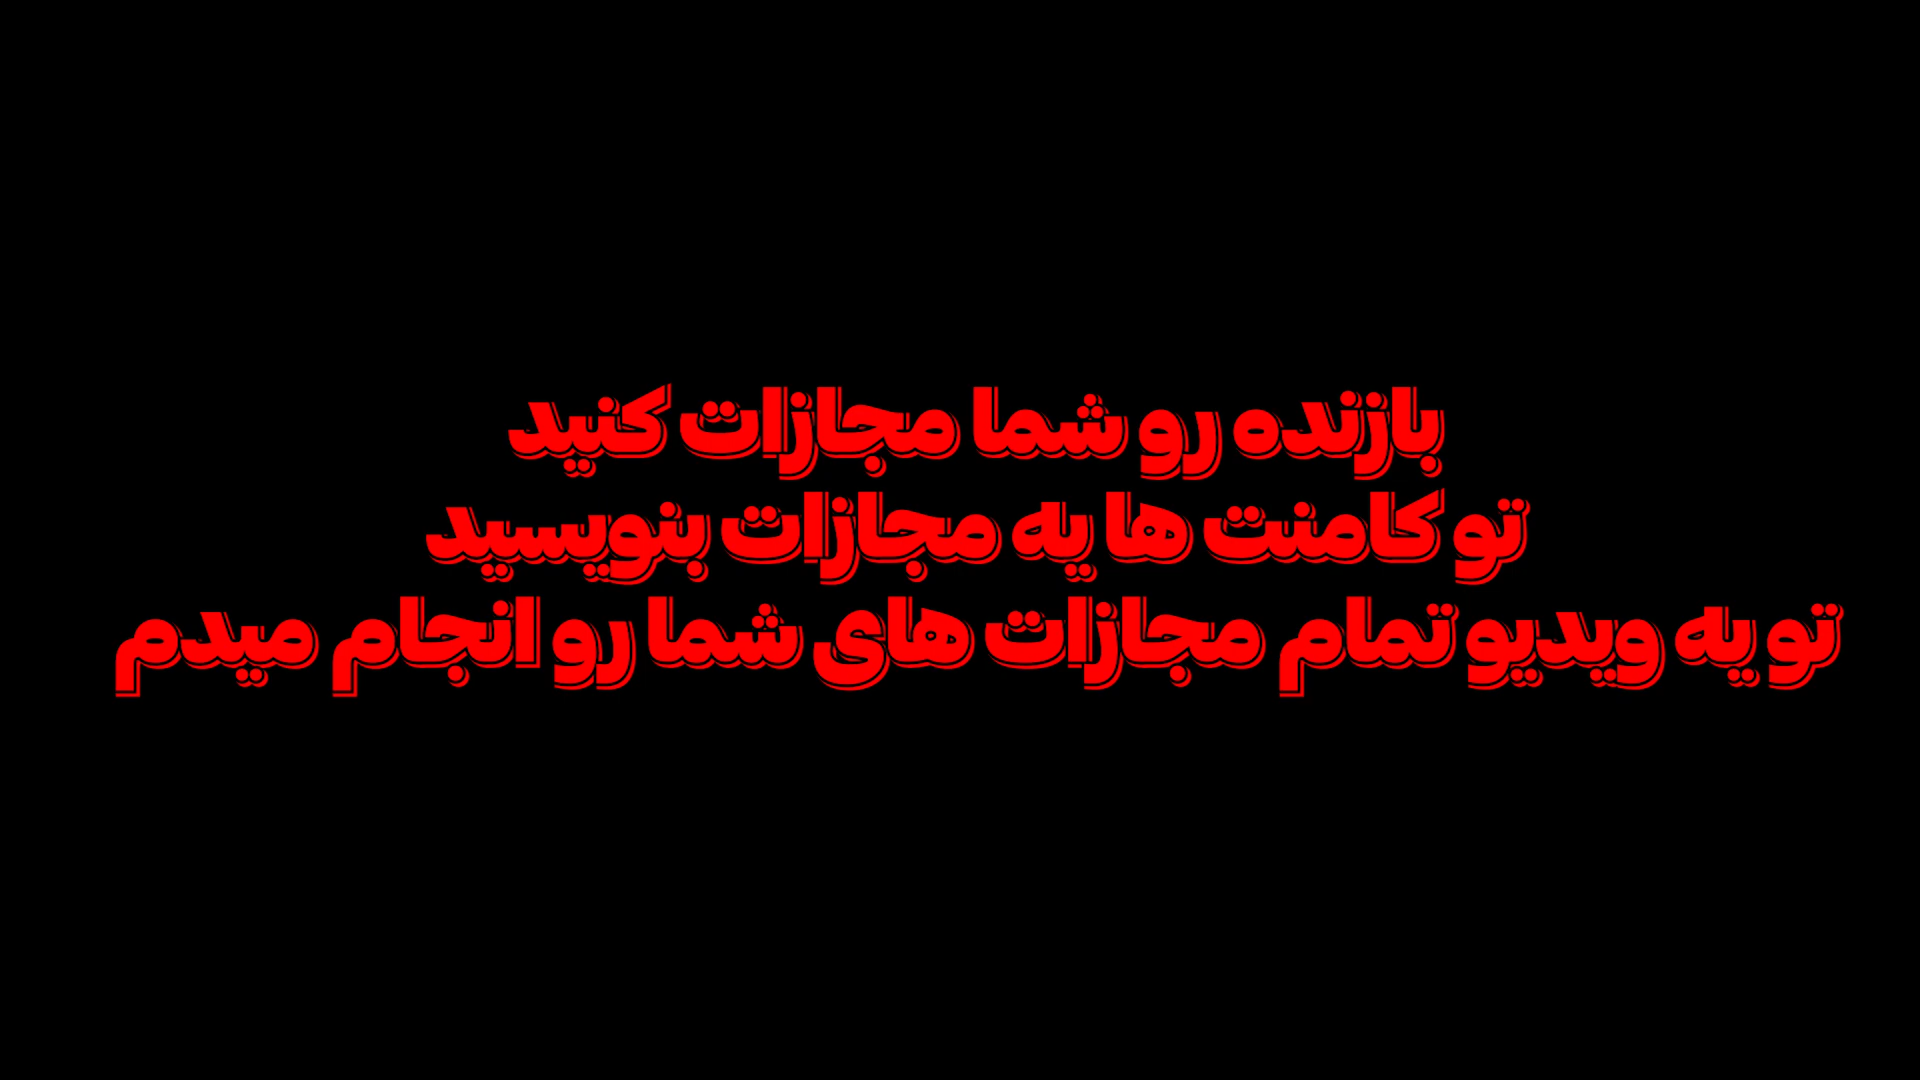 بازنده رو شما مجازات کنید
تو کامنت ها یه مجازات بنویسید
تو یه ویدیو تمام مجازات های شما رو انجام میدم